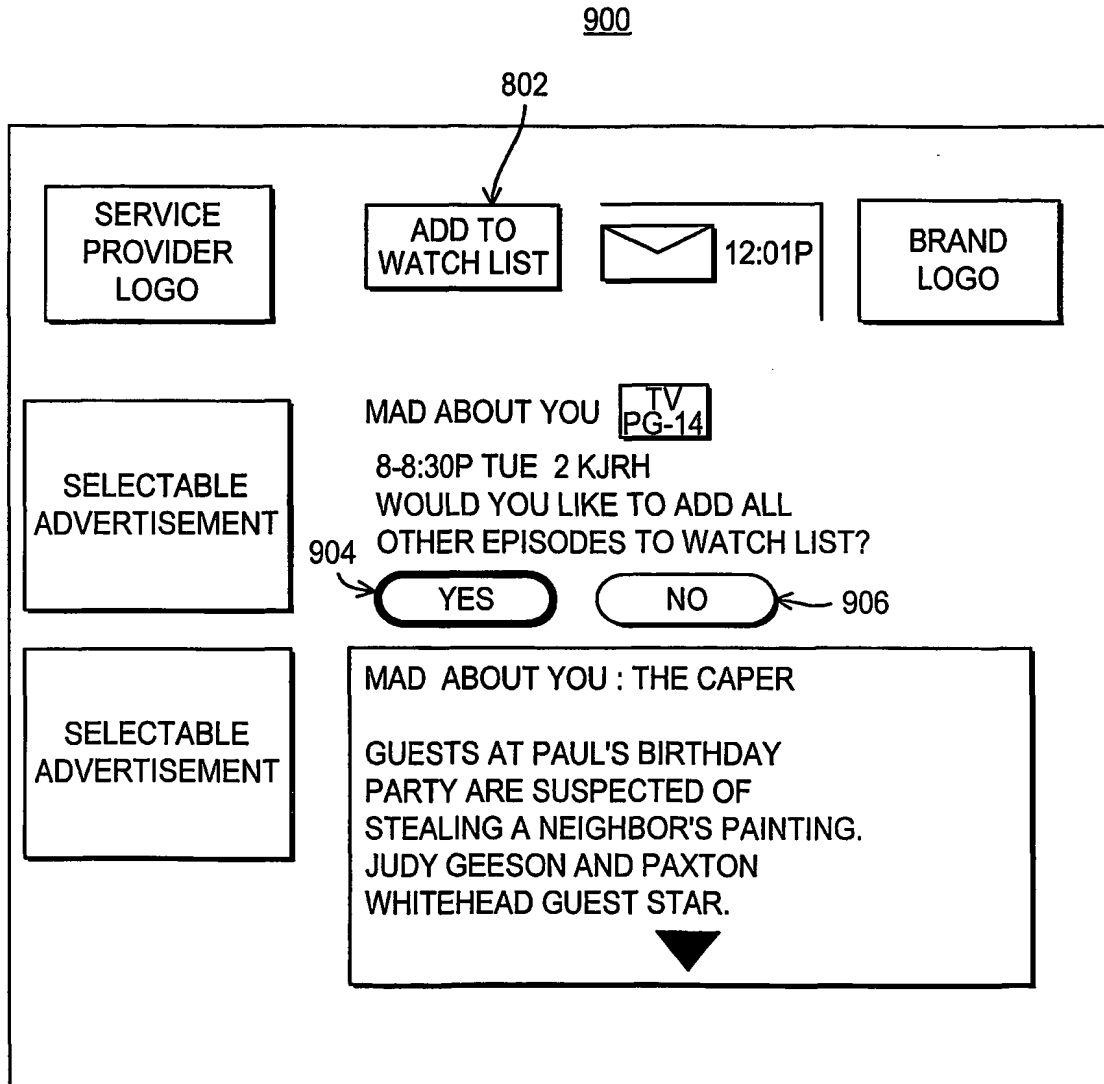 900
802
SERVICE
PROVIDER
LOGO
ADD TO
WATCH LIST
12:01P
BRAND
LOGO
SELECTABLE
ADVERTISEMENT
MAD ABOUT YOU
TV
PG-14
8-8:30P TUE 2 KJRH
WOULD YOU LIKE TO ADD ALL
OTHER EPISODES TO WATCH LIST?
904
YES
NO
906
SELECTABLE
ADVERTISEMENT
MAD ABOUT YOU : THE CAPER
GUESTS AT PAUL'S BIRTHDAY
PARTY ARE SUSPECTED OF
STEALING A NEIGHBOR'S PAINTING.
JUDY GEESON AND PAXTON
WHITEHEAD GUEST STAR.